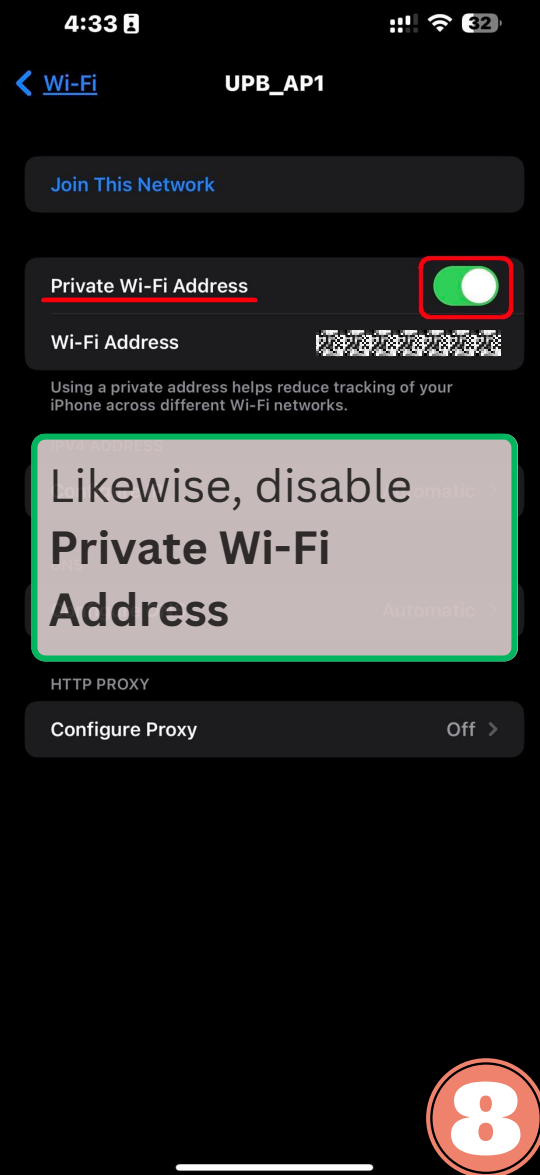 4:33
32
Wi-Fi
UPB_AP1
Join This Network
Private Wi-Fi Address
Wi-Fi Address
Using a private address helps reduce tracking of your
iPhone across different Wi-Fi networks.
IPV4 ADDRESS
Likewise, disable
Private Wi-Fi
Address
Automatic
HTTP PROXY
Configure Proxy
Off
8